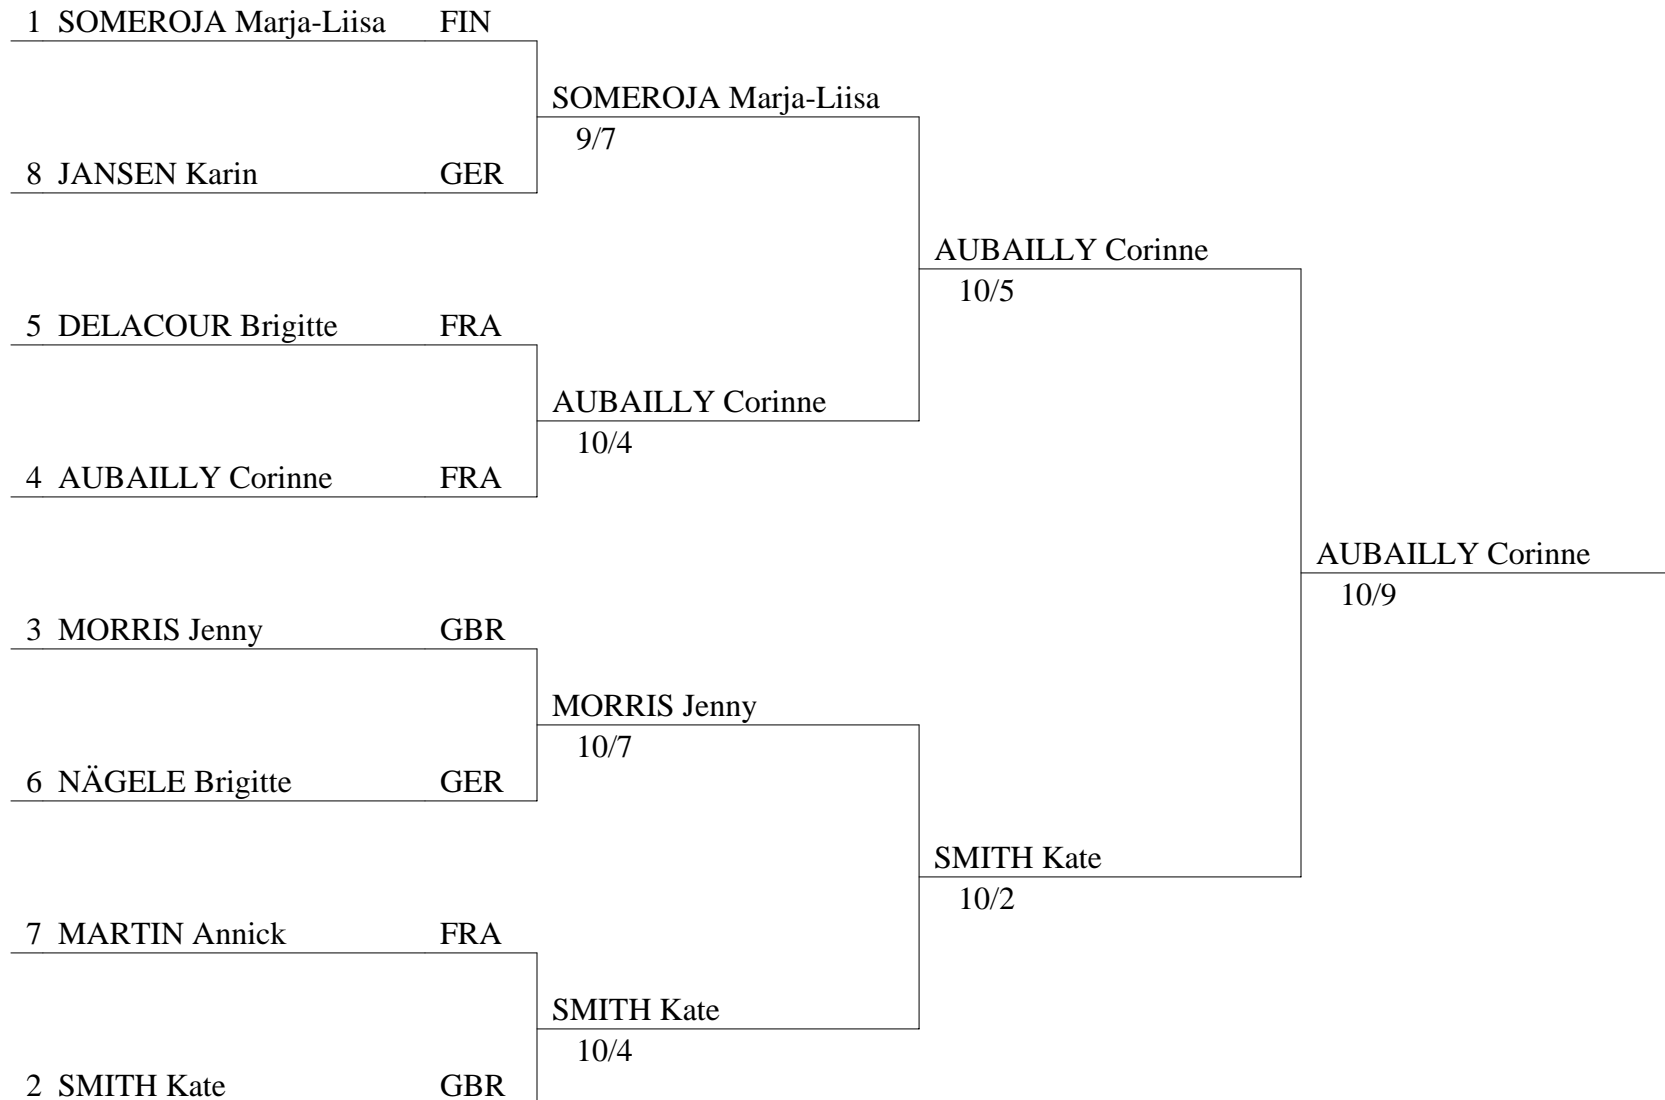 1 SOMEROJA Marja-Liisa FIN
SOMEROJA Marja-Liisa
9/7
8 JANSEN Karin GER
AUBAILLY Corinne
10/5
5 DELACOUR Brigitte FRA
AUBAILLY Corinne
10/4
4 AUBAILLY Corinne FRA
AUBAILLY Corinne
10/9
3 MORRIS Jenny GBR
MORRIS Jenny
10/7
6 NÄGELE Brigitte GER
SMITH Kate
10/2
7 MARTIN Annick FRA
SMITH Kate
10/4
2 SMITH Kate GBR